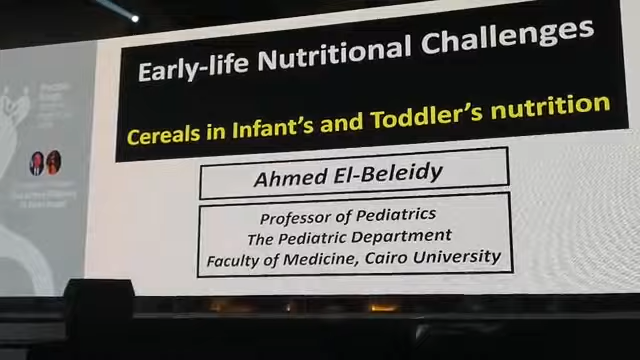 Early-life Nutritional Challenges
Cereals in Infant's and Toddler's nutrition
Ahmed El-Beleidy
Professor of Pediatrics
The Pediatric Department
Faculty of Medicine, Cairo University